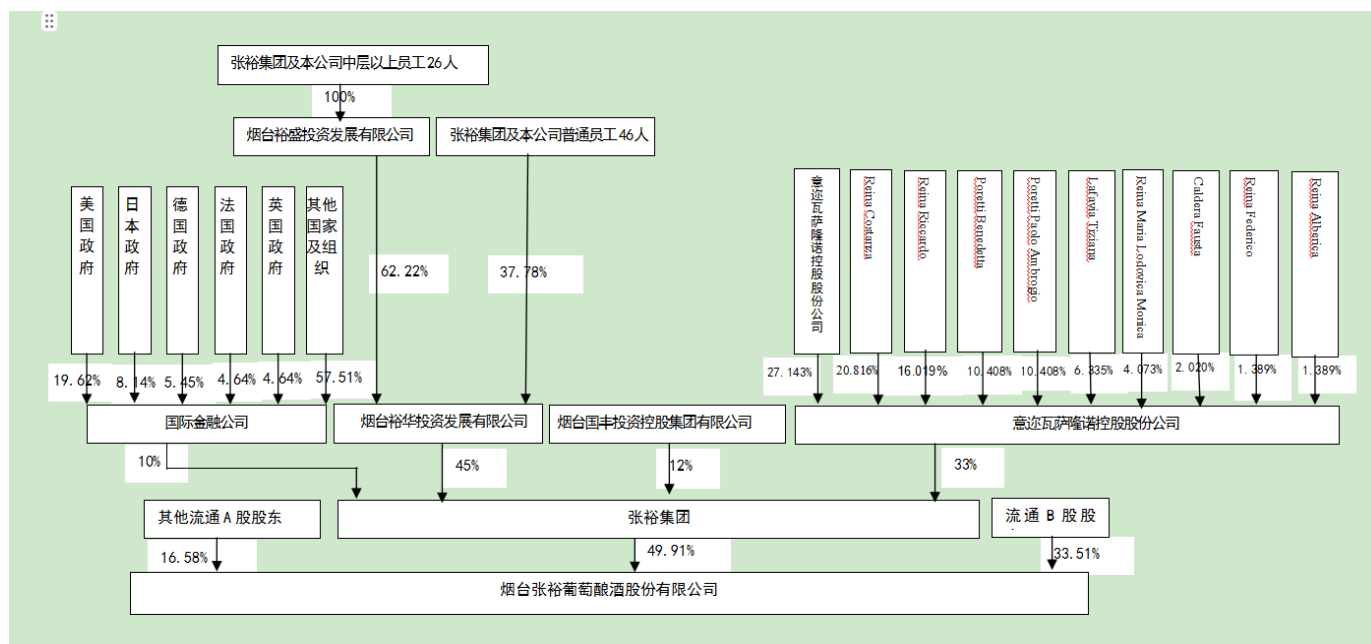 张裕集团及本公司中层以上员工26人
100%
烟台裕盛投资发展有限公司
张裕集团及本公司普通员工46人
美国政府
日本政府
德国政府
法国政府
英国政府
其他国家及组织
意迩瓦萨隆诺控股股份公司
Reina Costanza
Reina Riccardo
Poretti Benedetta
Poretti Paolo Ambrogio
Lafavia Tiziana
Reina Maria Lodovica Monica
Caldera Fausta
Reina Federico
Reina Alberica
62.22%
37.78%
19.62%
8.14%
5.45%
4.64%
4.64%
57.51%
27.143%
20.816%
16.019%
10.408%
10.408%
6.335%
4.073%
2.020%
1.389%
1.389%
国际金融公司
烟台裕华投资发展有限公司
烟台国丰投资控股集团有限公司
意迩瓦萨隆诺控股股份公司
10%
45%
12%
33%
其他流通A股股东
张裕集团
流通B股股
16.58%
49.91%
33.51%
烟台张裕葡萄酿酒股份有限公司